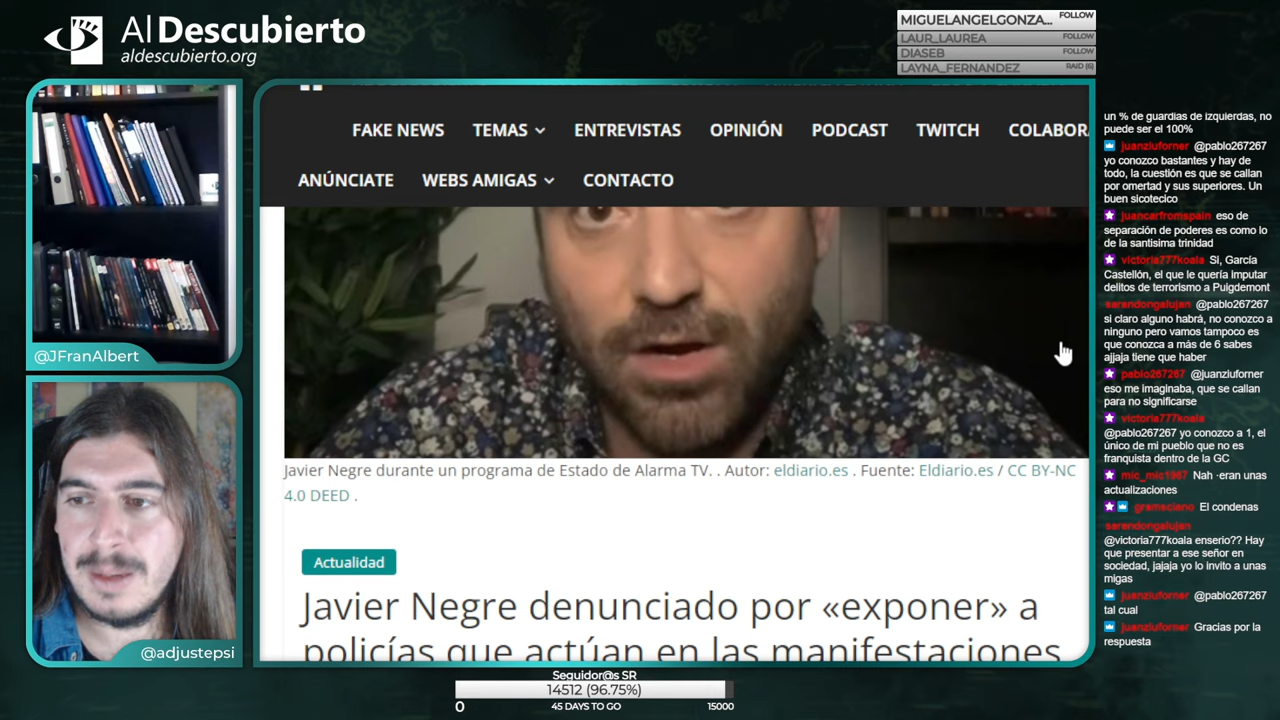 Al Descubierto
aldescubierto.org
MIGUELANGELGONZA... FOLLOW
LAUR_LAUREA FOLLOW
DIASEB FOLLOW
LAYNA_FERNANDEZ RAID (6)
FAKE NEWS TEMAS ENTREVISTAS OPINIÓN PODCAST TWITCH COLABORA
ANÚNCIATE WEBS AMIGAS CONTACTO
@JFranAlbert
@adjustepsi
Javier Negre durante un programa de Estado de Alarma TV. . Autor: eldiario.es . Fuente: Eldiario.es / CC BY-NC
4.0 DEED .
Actualidad
Javier Negre denunciado por «exponer» a
policías que actúan en las manifestaciones
un % de guardias de izquierdas, no
puede ser el 100%
juanziuforner @pablo267267
yo conozco bastantes y hay de
todo, la cuestión es que se callan
por omertad y sus superiores. Un
buen sicotecico
juancarfromspain eso de
separación de poderes es como lo
de la santisima trinidad
victoria777koala Si, García
Castellón, el que le quería imputar
delitos de terrorismo a Puigdemont
sarandongalujan @pablo267267
si claro alguno habrá, no conozco a
ninguno pero vamos tampoco es
que conozca a más de 6 sabes
ajjaja tiene que haber
pablo267267 @juanziuforner
eso me imaginaba, que se callan
para no significarse
victoria777koala
@pablo267267 yo conozco a 1, el
único de mi pueblo que no es
franquista dentro de la GC
mic_mic1967 Nah ·eran unas
actualizaciones
gramsciano El condenas
sarandongalujan
@victoria777koala enserio?? Hay
que presentar a ese señor en
sociedad, jajaja yo lo invito a unas
migas
juanziuforner @pablo267267
tal cual
juanziuforner Gracias por la
respuesta
Seguidor@s SR
14512 (96.75%)
0 45 DAYS TO GO 15000